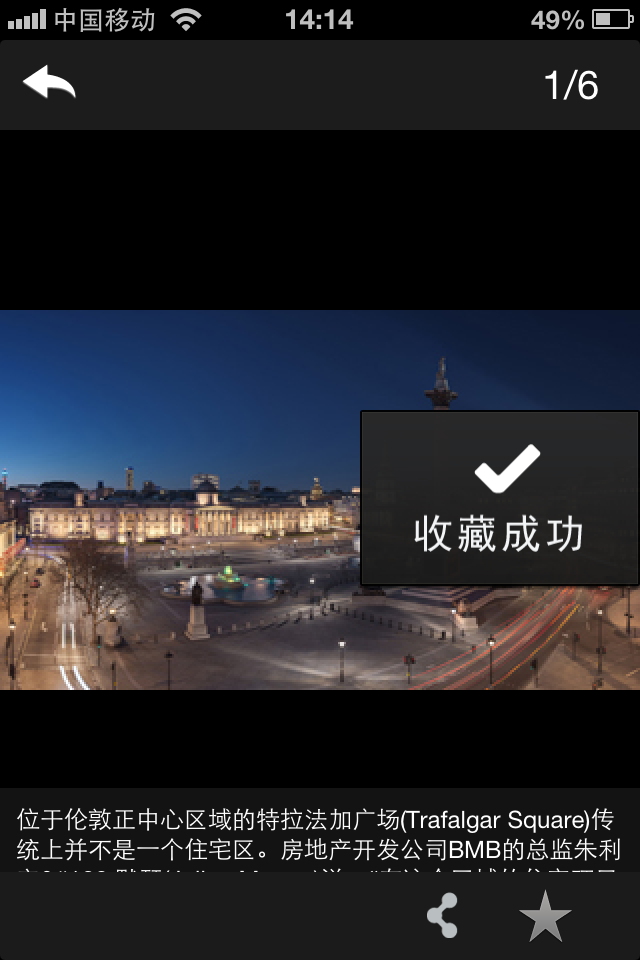 中国移动 14:14 49%
1/6
收藏成功
位于伦敦正中心区域的特拉法加广场(Trafalgar Square)传
统上并不是一个住宅区。房地产开发公司BMB的总监朱利